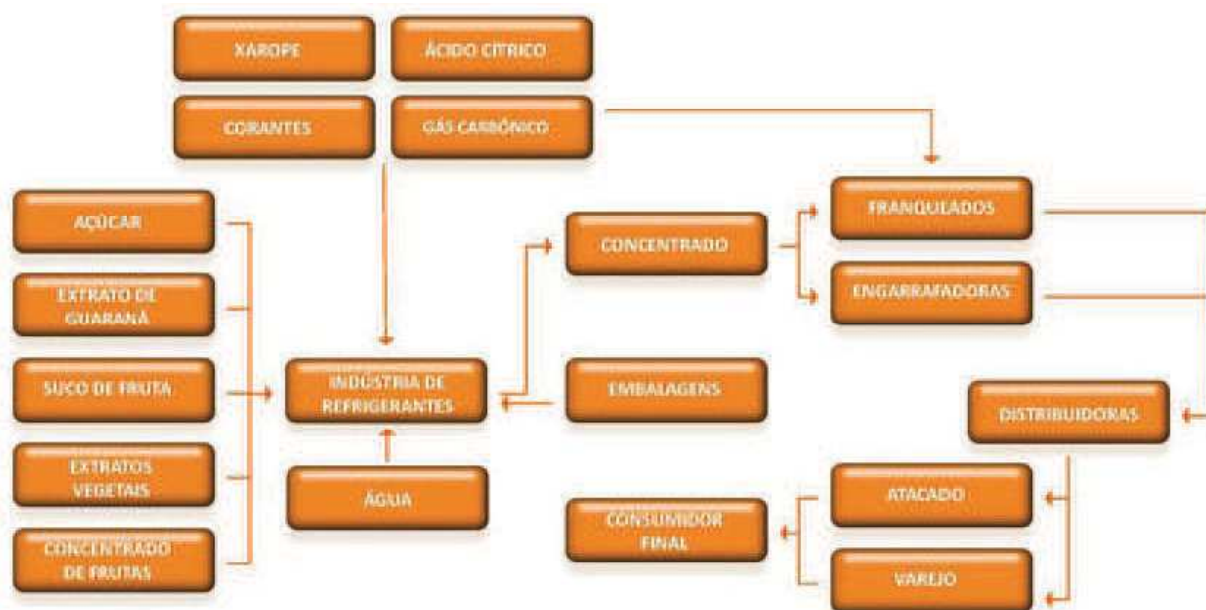 XAROPE
ÁCIDO CÍTRICO
CORANTES
GÁS CARBÔNICO
AÇÚCAR
EXTRATO DE
GUARANÁ
SUCO DE FRUTA
EXTRATOS
VEGETAIS
CONCENTRADO
DE FRUTAS
INDÚSTRIA DE
REFRIGERANTES
ÁGUA
CONCENTRADO
EMBALAGENS
FRANQUEADOS
ENGARRAFADORAS
DISTRIBUIDORAS
ATACADO
VAREJO
CONSUMIDOR
FINAL